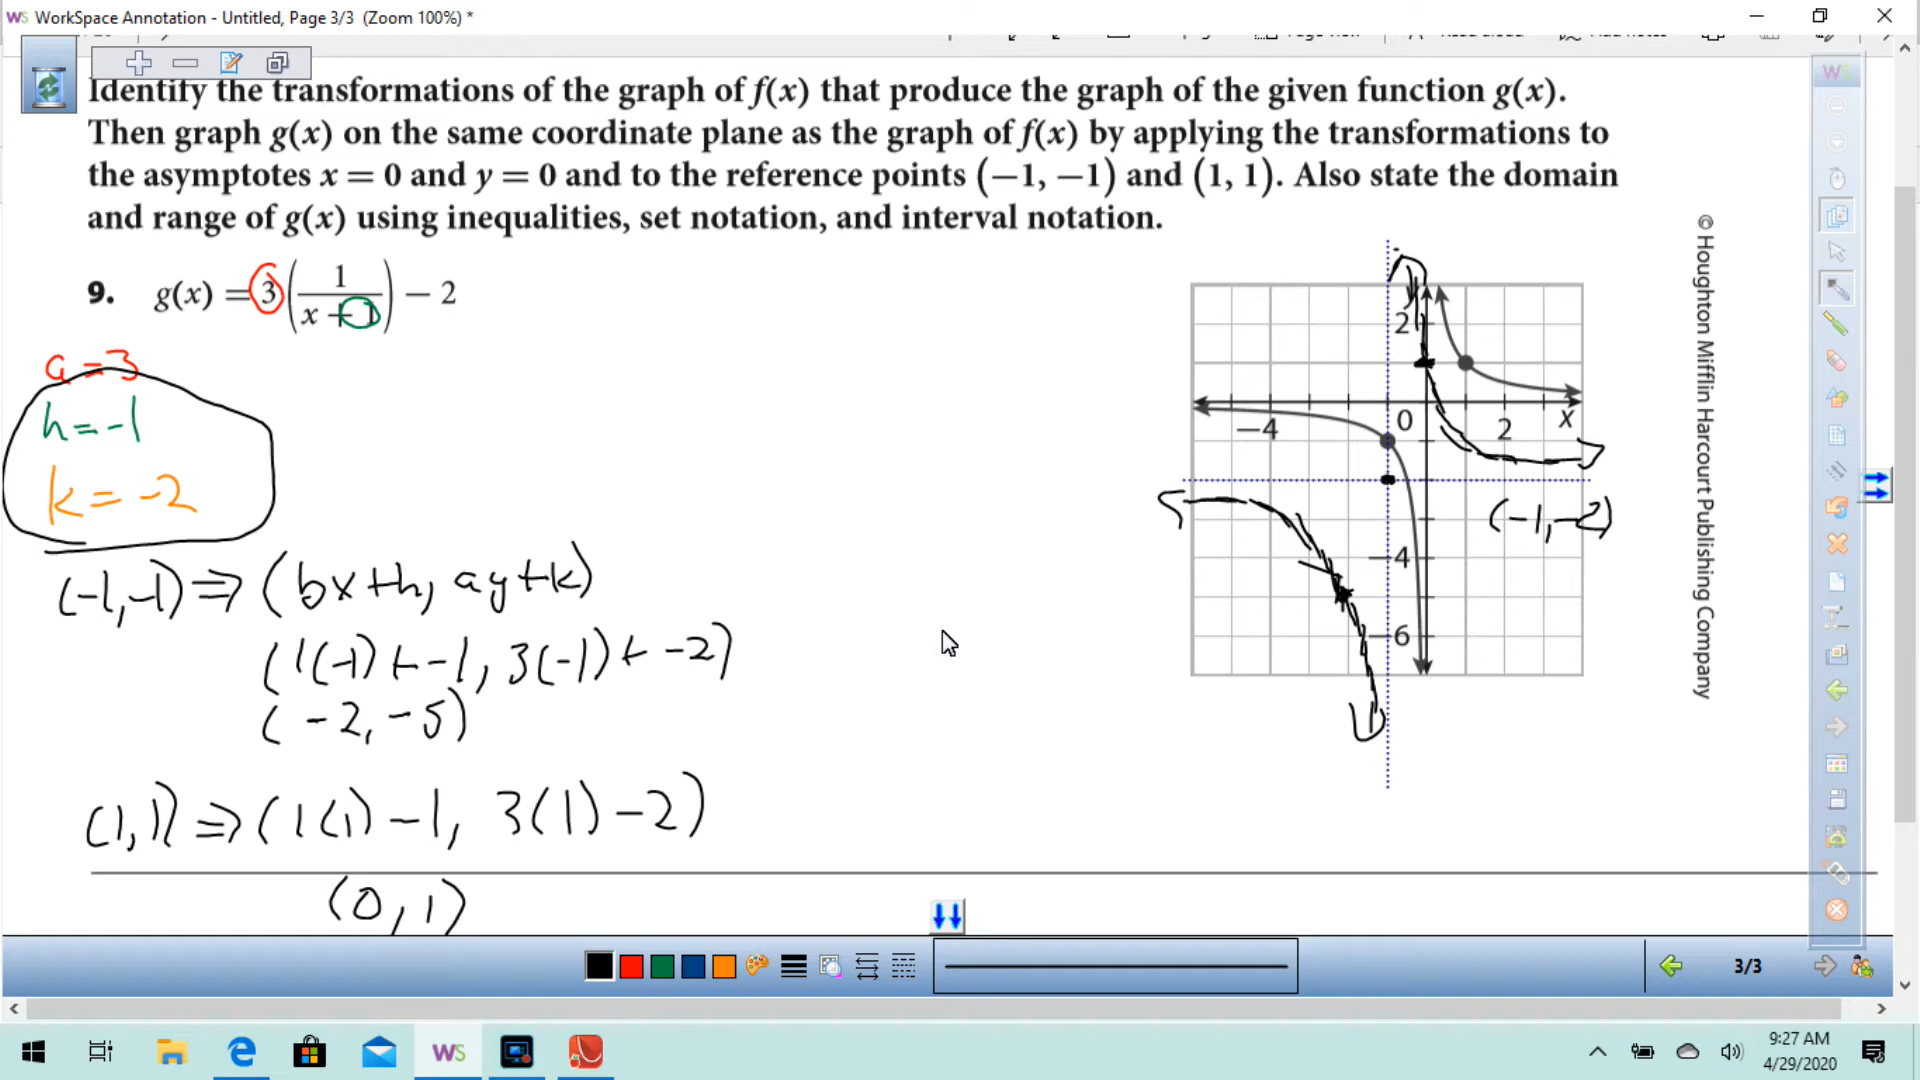 WS WorkSpace Annotation - Untitled, Page 3/3 (Zoom 100%) *
Identify the transformations of the graph of f(x) that produce the graph of the given function g(x).
Then graph g(x) on the same coordinate plane as the graph of f(x) by applying the transformations to
the asymptotes x = 0 and y = 0 and to the reference points (−1, −1) and (1, 1). Also state the domain
and range of g(x) using inequalities, set notation, and interval notation.
9. g(x) = 3(1/(x + 1)) − 2
a = 3
h = -1
k = -2
(-1,-1) ⇒ (bx+h, ay+k)
(1(-1) + -1, 3(-1) + -2)
(-2, -5)
(1,1) ⇒ (1(1) -1, 3(1) -2)
(0,1)
y
2
0
−4
2
x
(-1,-2)
−4
−6
© Houghton Mifflin Harcourt Publishing Company
WS
3/3
WS
9:27 AM
4/29/2020